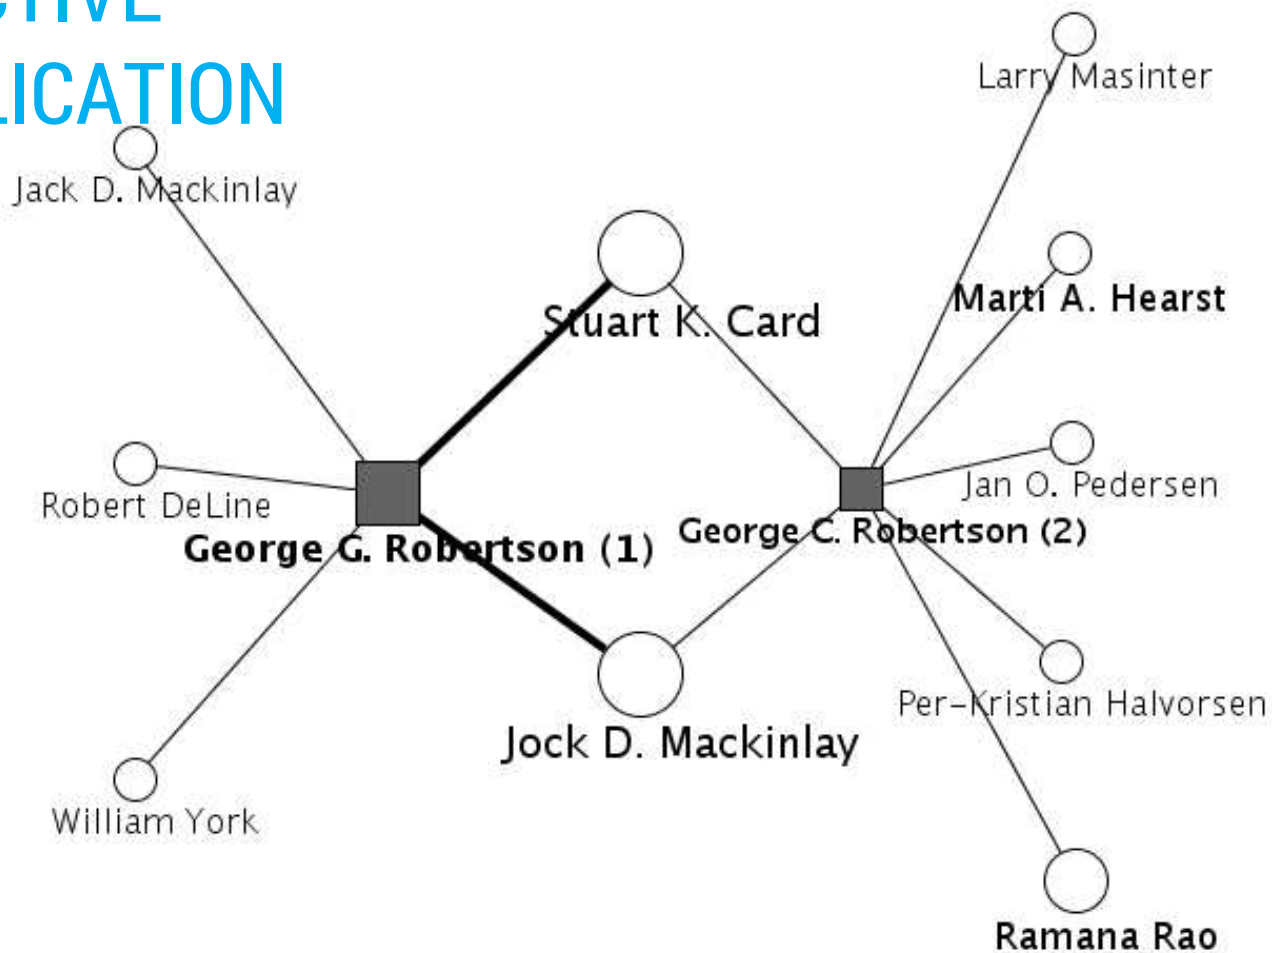 CTIVE
LICATION
Larry Masinter
Jack D. Mackinlay
Marti A. Hearst
Stuart K. Card
Jan O. Pedersen
Robert DeLine
George C. Robertson (2)
George G. Robertson (1)
Per-Kristian Halvorsen
Jock D. Mackinlay
William York
Ramana Rao